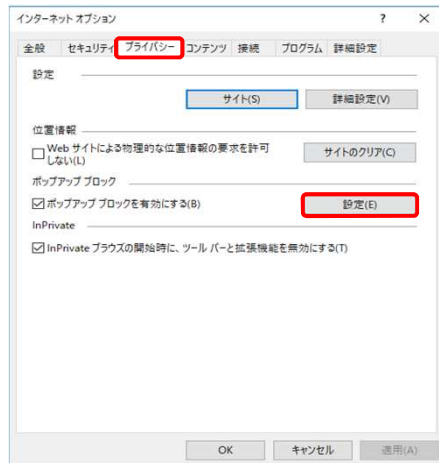 インターネット オプション ? ×
全般 セキュリティ プライバシー コンテンツ 接続 プログラム 詳細設定
設定
サイト(S) 詳細設定(V)
位置情報
Web サイトによる物理的な位置情報の要求を許可
しない(L)
サイトのクリア(C)
ポップアップ ブロック
ポップアップ ブロックを有効にする(B) 設定(E)
InPrivate
InPrivate ブラウズの開始時に、ツール バーと拡張機能を無効にする(T)
OK キャンセル 適用(A)